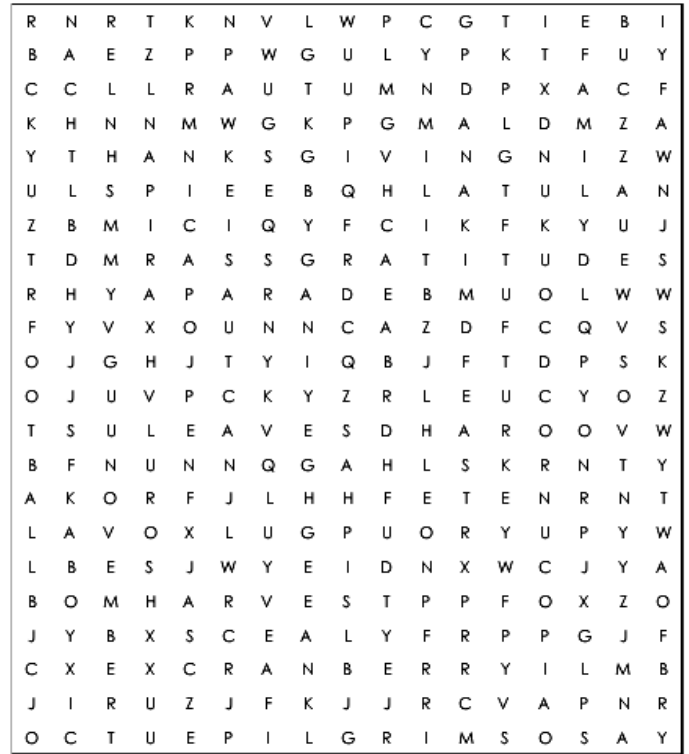 R N R T K N V L W P C G T I E B I
B A E Z P P W G U L Y P K T F U Y
C C L L R A U T U M N D P X A C F
K H N N M W G K P G M A L D M Z A
Y T H A N K S G I V I N G N I Z W
U L S P I E E B Q H L A T U L A N
Z B M I C I Q Y F C I K F K Y U J
T D M R A S S G R A T I T U D E S
R H Y A P A R A D E B M U O L W W
F Y V X O U N N C A Z D F C Q V S
O J G H J T Y I Q B J F T D P S K
O J U V P C K Y Z R L E U C Y O Z
T S U L E A V E S D H A R O O V W
B F N U N N Q G A H L S K R N T Y
A K O R F J L H H F E T E N R N T
L A V O X L U G P U O R Y U P Y W
L B E S J W Y E I D N X W C J Y A
B O M H A R V E S T P P F O X Z O
J Y B X S C E A L Y F R P P G J F
C X E X C R A N B E R R Y I L M B
J I R U Z J F K J J R C V A P N R
O C T U E P I L G R I M S O S A Y